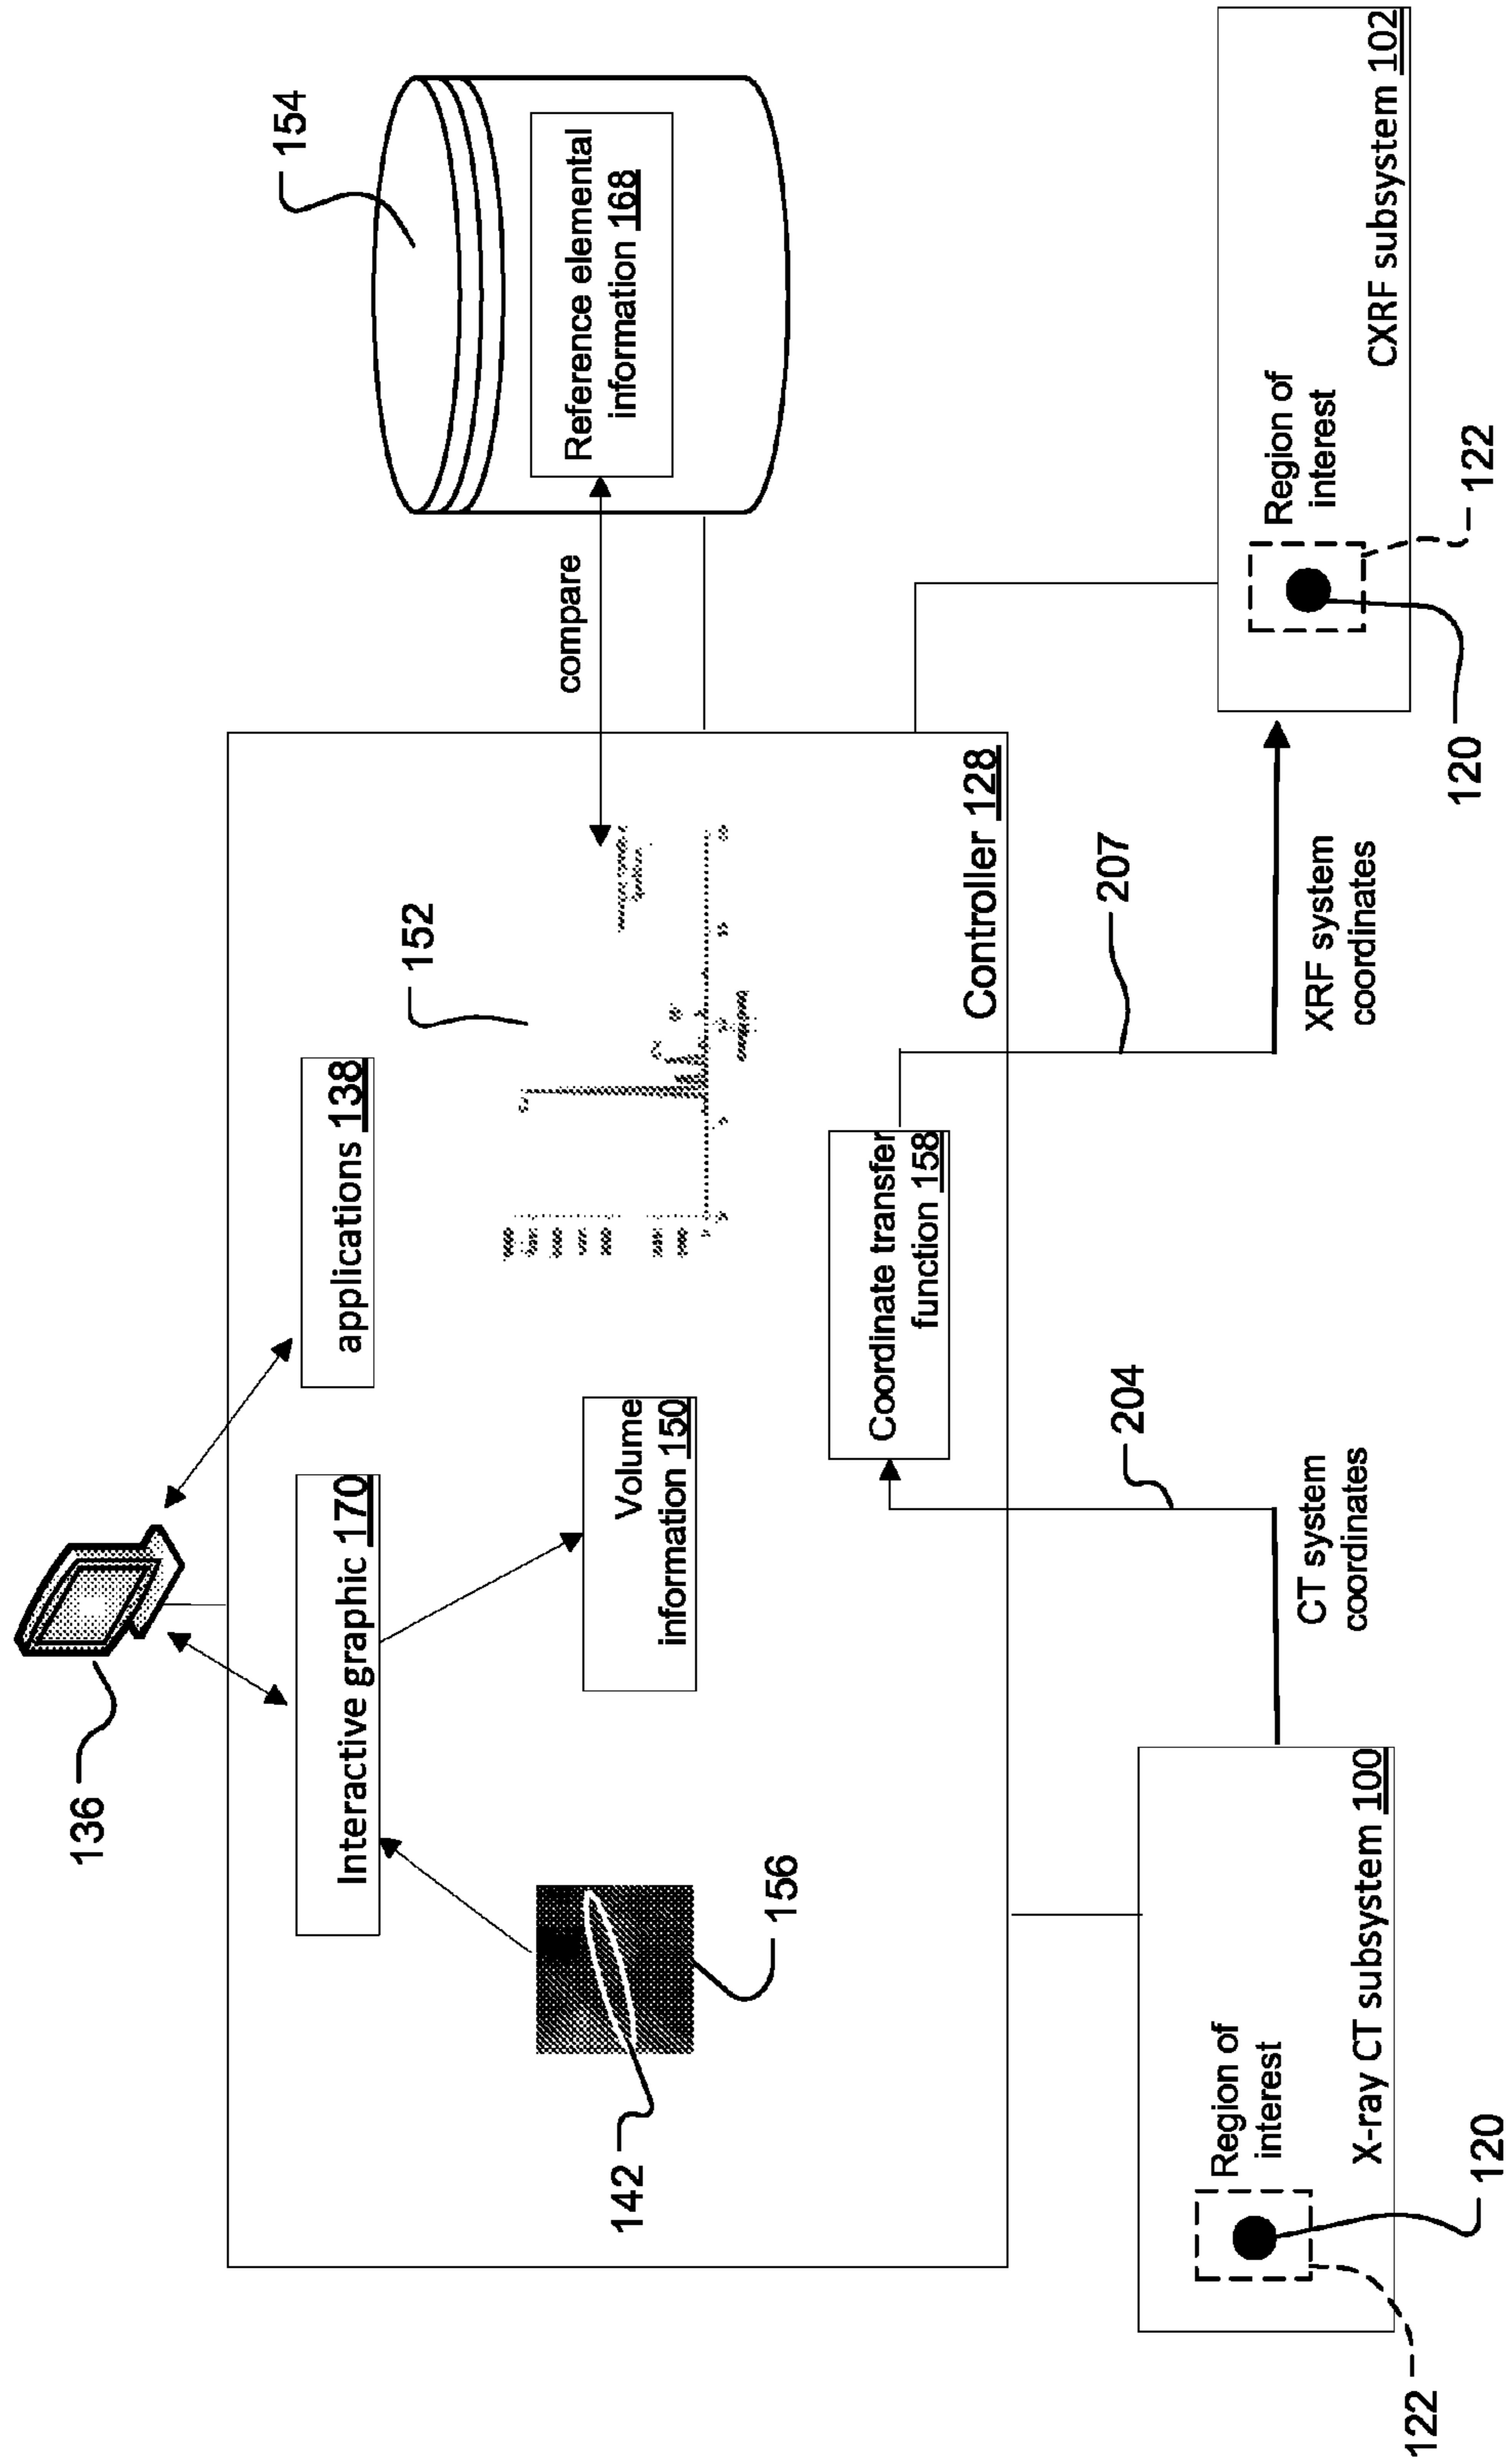 136
154
Interactive graphic 170
applications 138
152
compare
Reference elemental
information 168
142
156
Volume
information 150
Coordinate transfer
function 158
Controller 128
Region of
interest
X-ray CT subsystem 100
122
120
204
CT system
coordinates
207
XRF system
coordinates
Region of
interest
CXRF subsystem 102
120
122